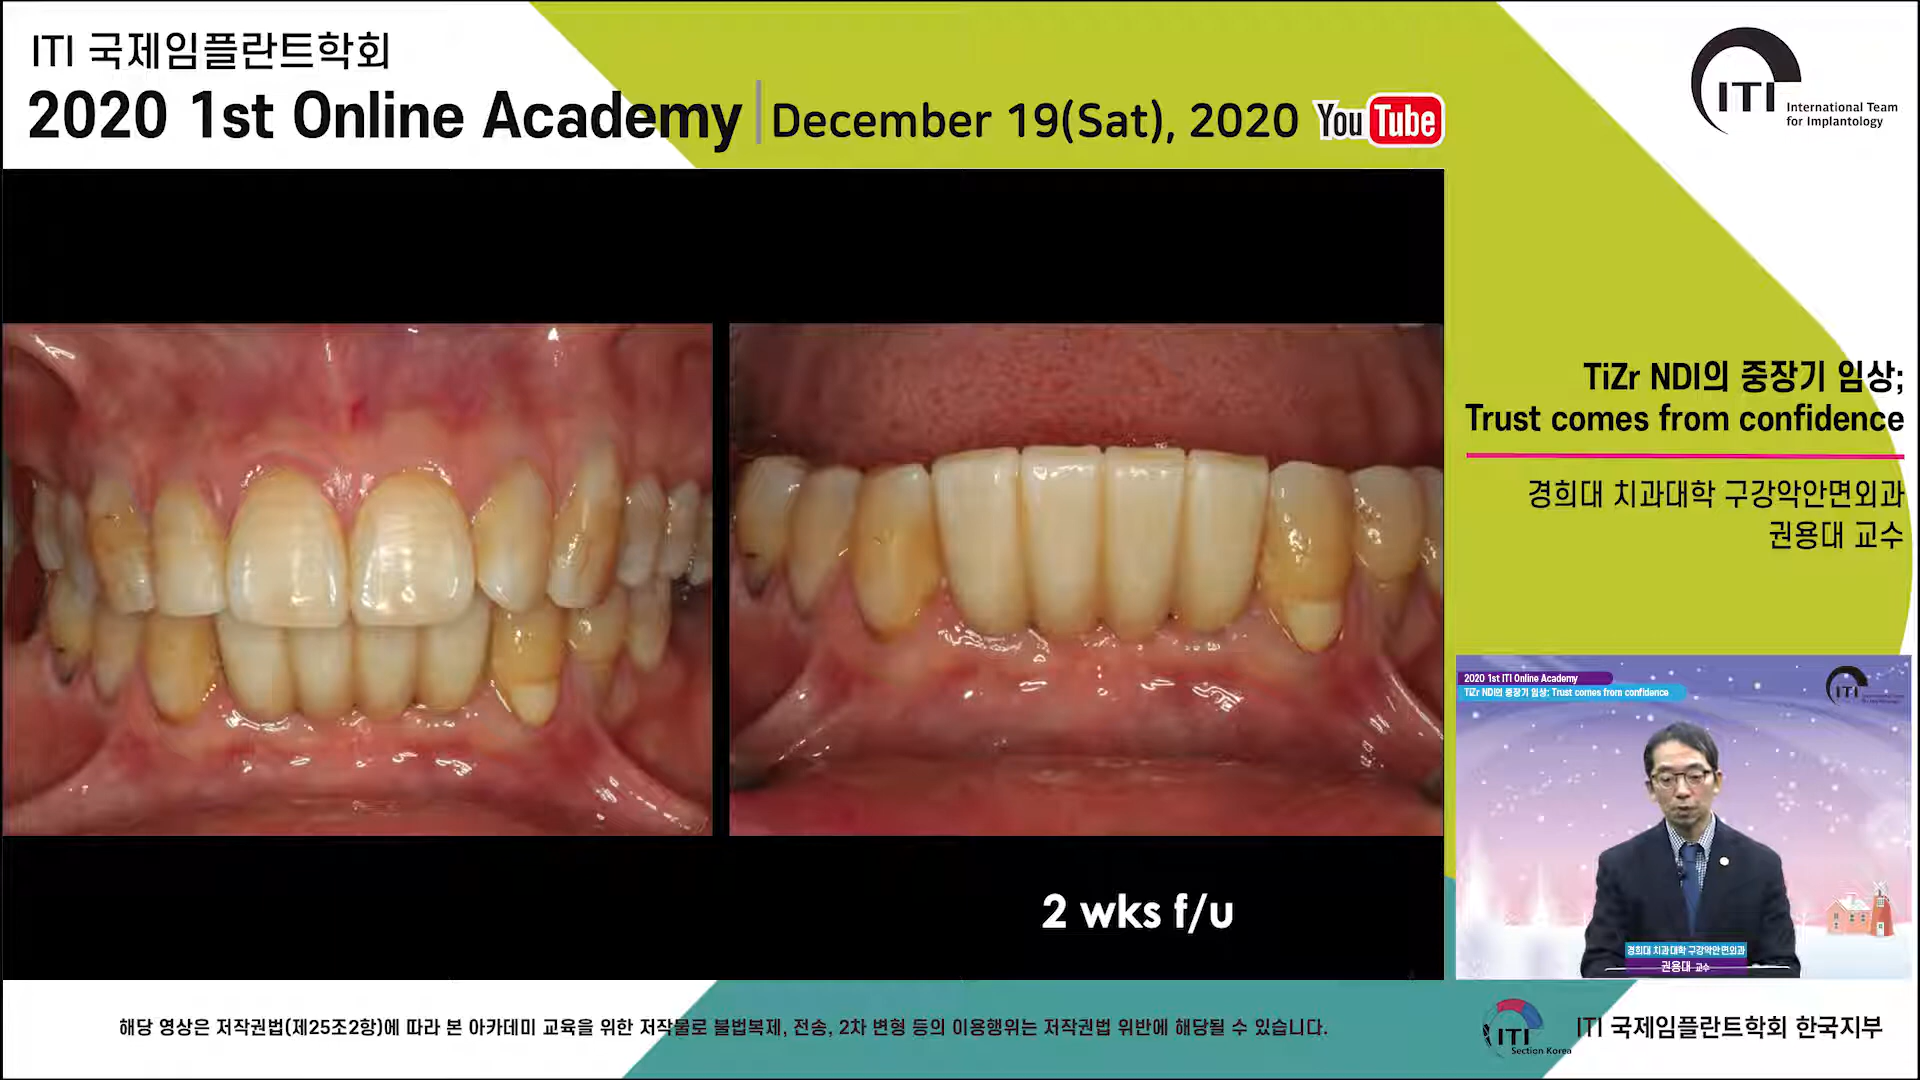 ITI 국제임플란트학회
2020 1st Online Academy
December 19(Sat), 2020
YouTube
ITI
International Team
for Implantology
TiZr NDI의 중장기 임상;
Trust comes from confidence
경희대 치과대학 구강악안면외과
권용대 교수
2 wks f/u
2020 1st ITI Online Academy
TiZr NDI의 중장기 임상: Trust comes from confidence
ITI
경희대 치과대학 구강악안면외과
권용대 교수
해당 영상은 저작권법(제25조2항)에 따라 본 아카데미 교육을 위한 저작물로 불법복제, 전송, 2차 변형 등의 이용행위는 저작권법 위반에 해당될 수 있습니다.
ITI
Section Korea
ITI 국제임플란트학회 한국지부